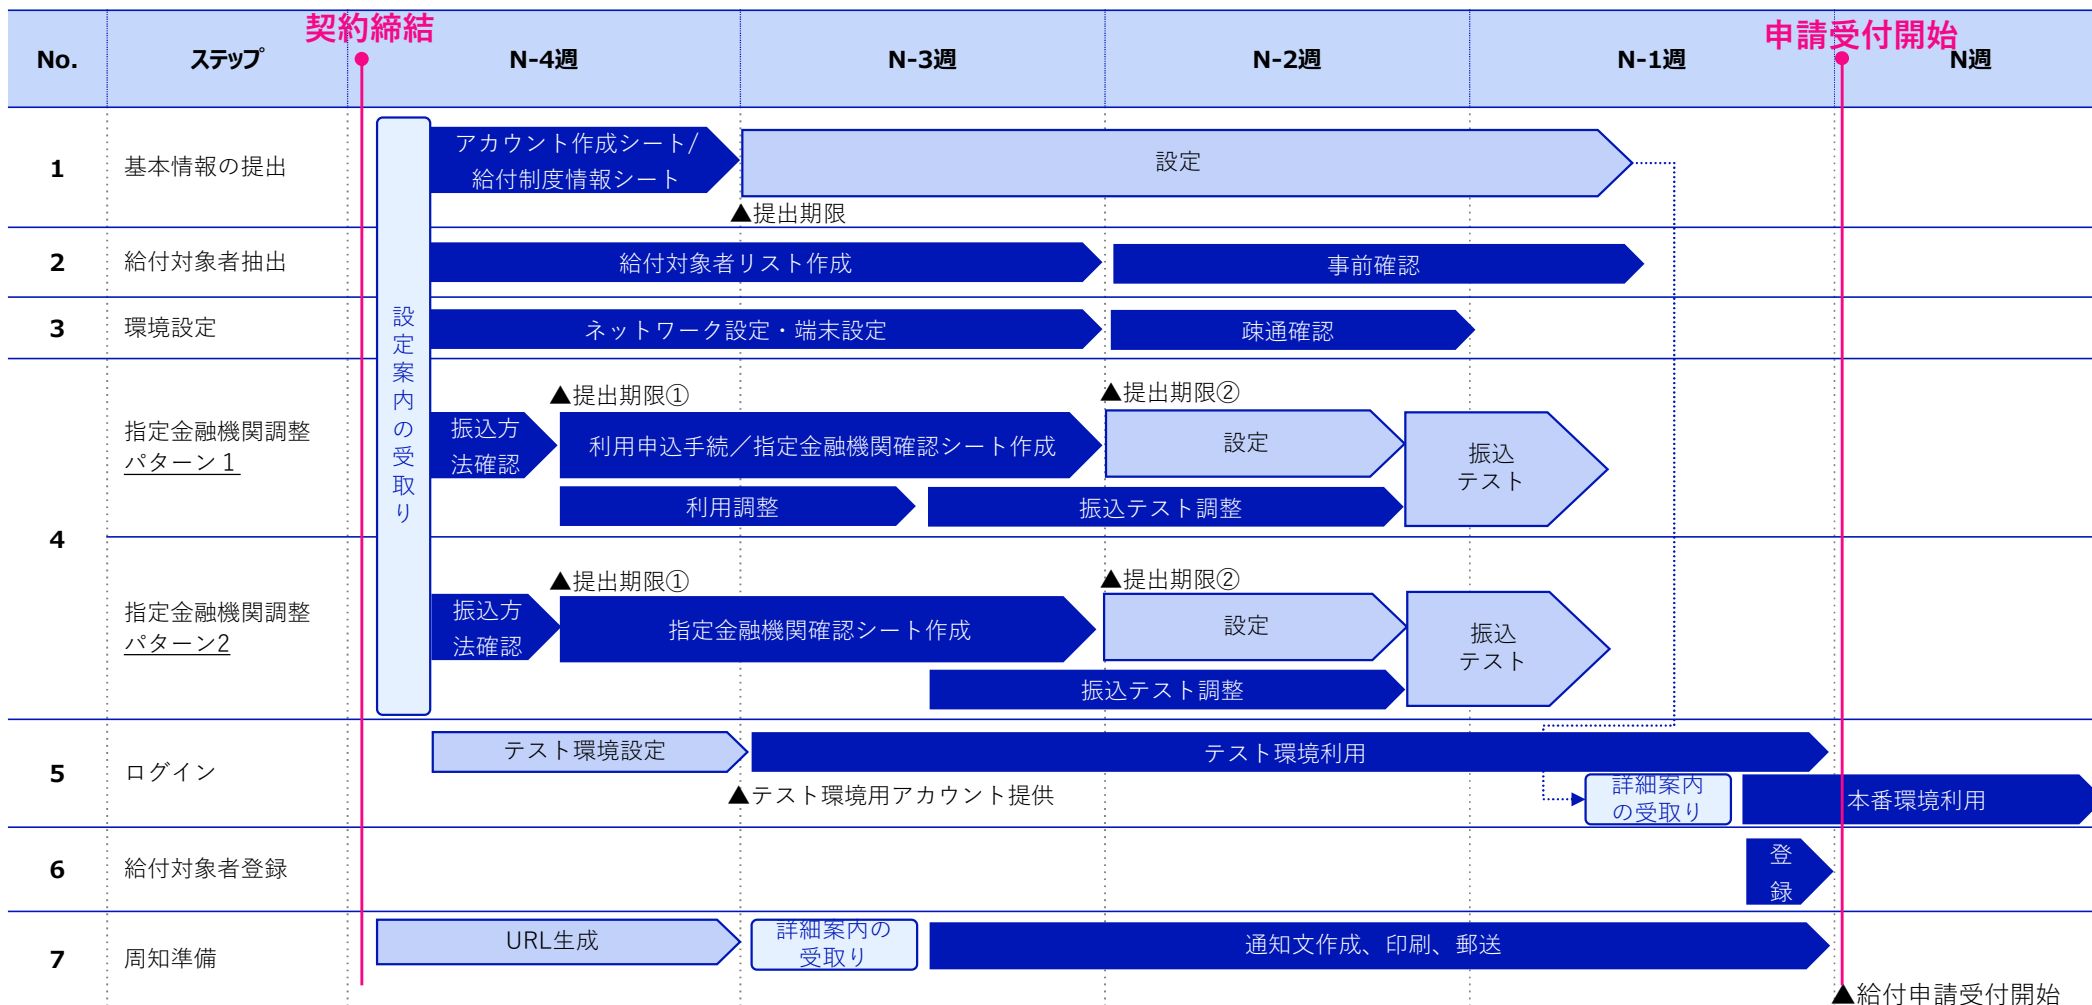 契約締結
申請受付開始
No.
ステップ
N-4週
N-3週
N-2週
N-1週
N週
1
基本情報の提出
設定案内の受取り
アカウント作成シート/
給付制度情報シート
設定
▲提出期限
2
給付対象者抽出
給付対象者リスト作成
事前確認
3
環境設定
ネットワーク設定・端末設定
疎通確認
4
指定金融機関調整
パターン１
▲提出期限①
▲提出期限②
振込方
法確認
利用申込手続／指定金融機関確認シート作成
設定
振込
テスト
利用調整
振込テスト調整
指定金融機関調整
パターン2
▲提出期限①
▲提出期限②
振込方
法確認
指定金融機関確認シート作成
設定
振込
テスト
振込テスト調整
5
ログイン
テスト環境設定
テスト環境利用
▲テスト環境用アカウント提供
詳細案内
の受取り
本番環境利用
6
給付対象者登録
登
録
7
周知準備
URL生成
詳細案内の
受取り
通知文作成、印刷、郵送
▲給付申請受付開始